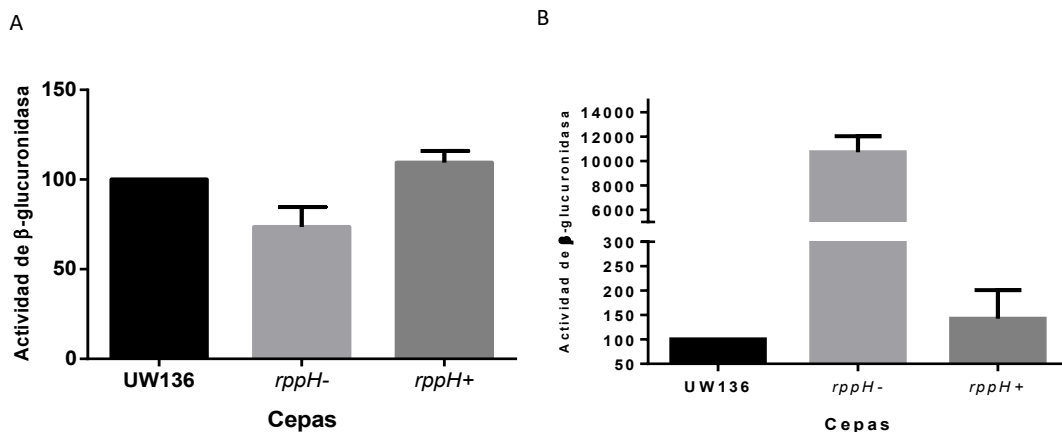 A
Actividad de β-glucuronidasa
150
100
50
0
UW136
rppH-
rppH+
Cepas
B
Actividad de β-glucuronidasa
14000
12000
10000
8000
6000
300
250
200
150
100
50
UW136
rppH-
rppH+
Cepas